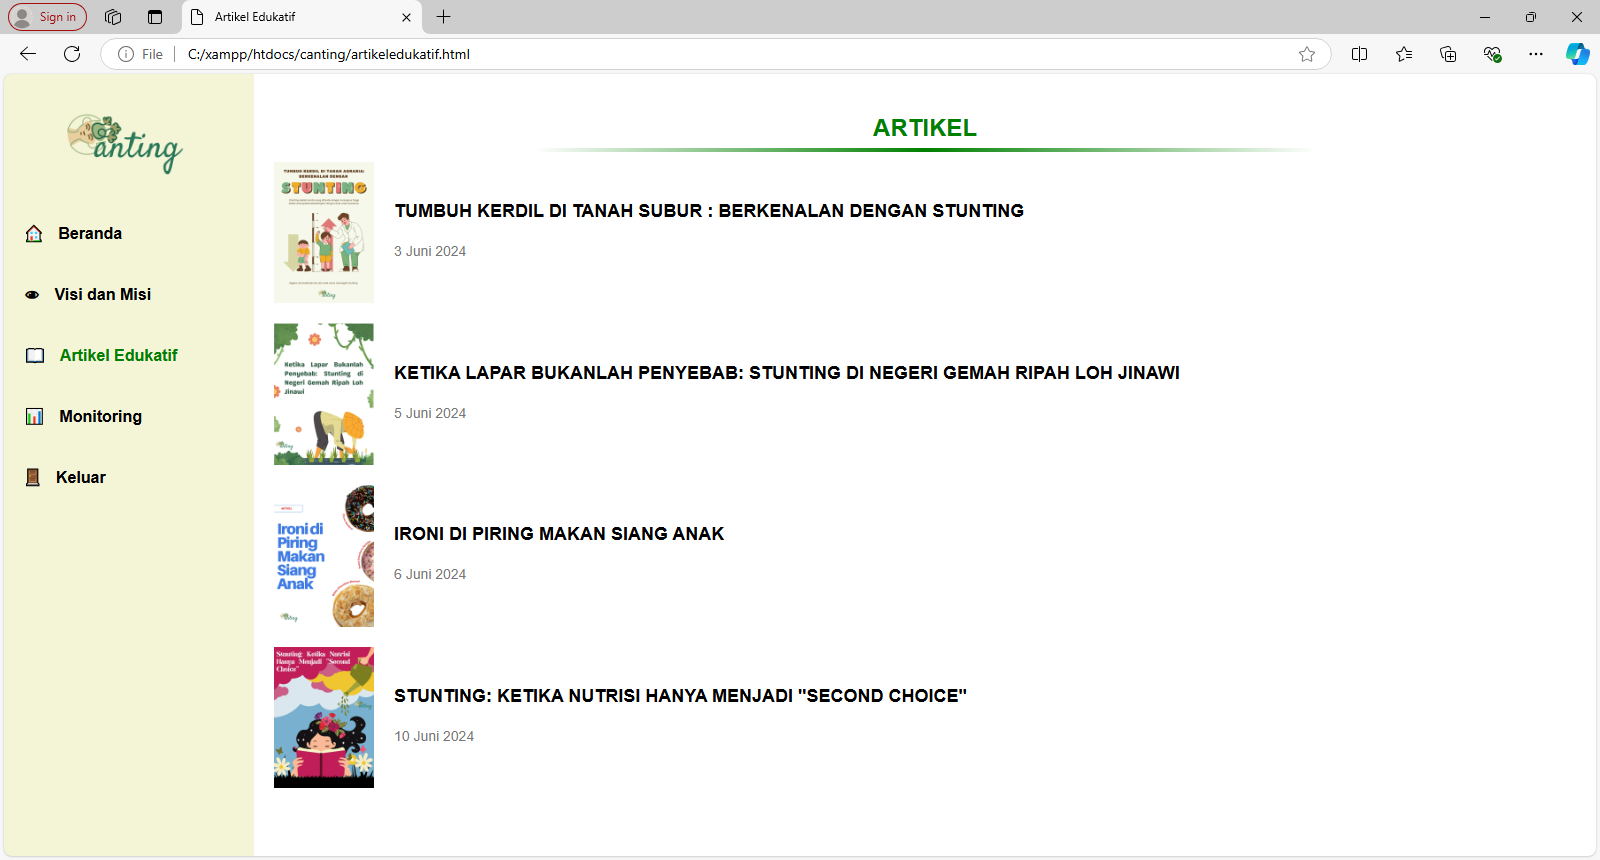 Sign in
Artikel Edukatif
File
C:/xampp/htdocs/canting/artikeledukatif.html
anting
Beranda
Visi dan Misi
Artikel Edukatif
Monitoring
Keluar
ARTIKEL
TUMBUH KERDIL DI TANAH
BERKENALAN DENGAN
STUNTING
TUMBUH KERDIL DI TANAH SUBUR : BERKENALAN DENGAN STUNTING
3 Juni 2024
Ketika Lapar Bukanlah
Penyebab: Stunting di
Negeri Gemah Ripah Loh
Jinawi
KETIKA LAPAR BUKANLAH PENYEBAB: STUNTING DI NEGERI GEMAH RIPAH LOH JINAWI
5 Juni 2024
Ironi di
Piring
Makan
Siang
Anak
IRONI DI PIRING MAKAN SIANG ANAK
6 Juni 2024
Stunting: Ketika Nutrisi
Hanya Menjadi "Second
Choice"
STUNTING: KETIKA NUTRISI HANYA MENJADI "SECOND CHOICE"
10 Juni 2024